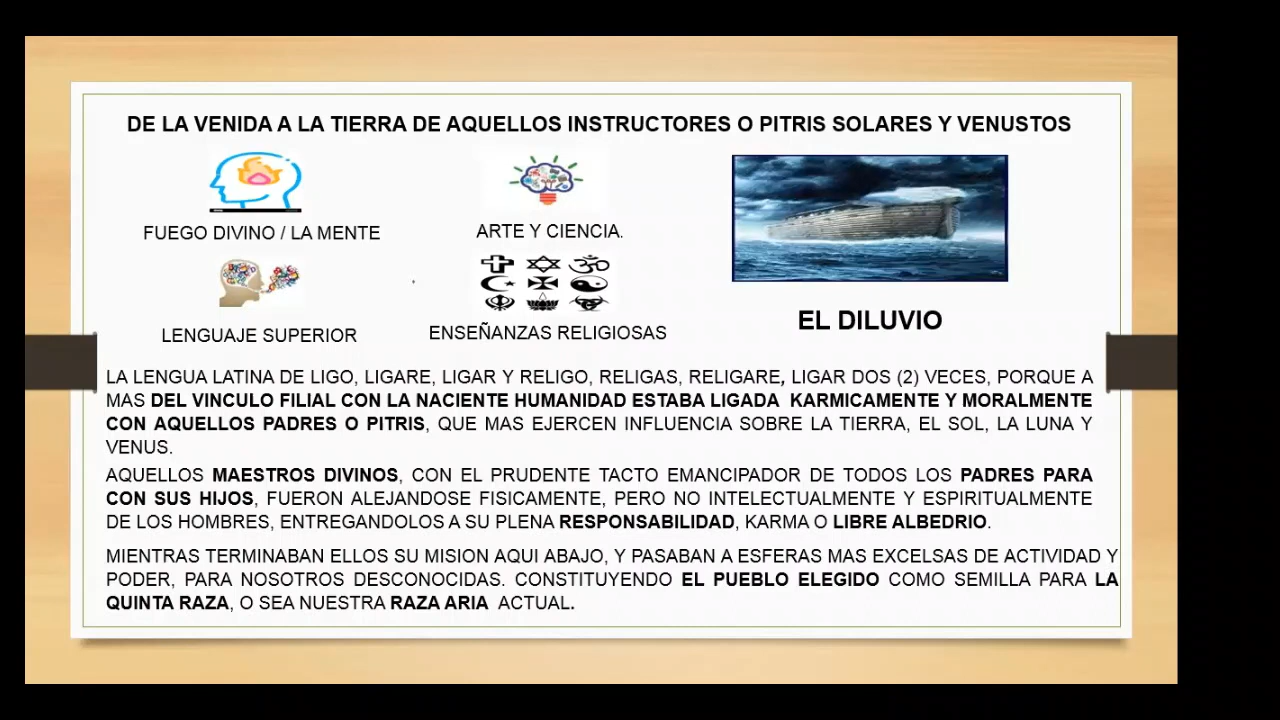 DE LA VENIDA A LA TIERRA DE AQUELLOS INSTRUCTORES O PITRIS SOLARES Y VENUSTOS
FUEGO DIVINO / LA MENTE
ARTE Y CIENCIA.
LENGUAJE SUPERIOR
ENSEÑANZAS RELIGIOSAS
EL DILUVIO
LA LENGUA LATINA DE LIGO, LIGARE, LIGAR Y RELIGO, RELIGAS, RELIGARE, LIGAR DOS (2) VECES, PORQUE A
MAS DEL VINCULO FILIAL CON LA NACIENTE HUMANIDAD ESTABA LIGADA KARMICAMENTE Y MORALMENTE
CON AQUELLOS PADRES O PITRIS, QUE MAS EJERCEN INFLUENCIA SOBRE LA TIERRA, EL SOL, LA LUNA Y
VENUS.
AQUELLOS MAESTROS DIVINOS, CON EL PRUDENTE TACTO EMANCIPADOR DE TODOS LOS PADRES PARA
CON SUS HIJOS, FUERON ALEJANDOSE FISICAMENTE, PERO NO INTELECTUALMENTE Y ESPIRITUALMENTE
DE LOS HOMBRES, ENTREGANDOLOS A SU PLENA RESPONSABILIDAD, KARMA O LIBRE ALBEDRIO.
MIENTRAS TERMINABAN ELLOS SU MISION AQUI ABAJO, Y PASABAN A ESFERAS MAS EXCELSAS DE ACTIVIDAD Y
PODER, PARA NOSOTROS DESCONOCIDAS. CONSTITUYENDO EL PUEBLO ELEGIDO COMO SEMILLA PARA LA
QUINTA RAZA, O SEA NUESTRA RAZA ARIA ACTUAL.